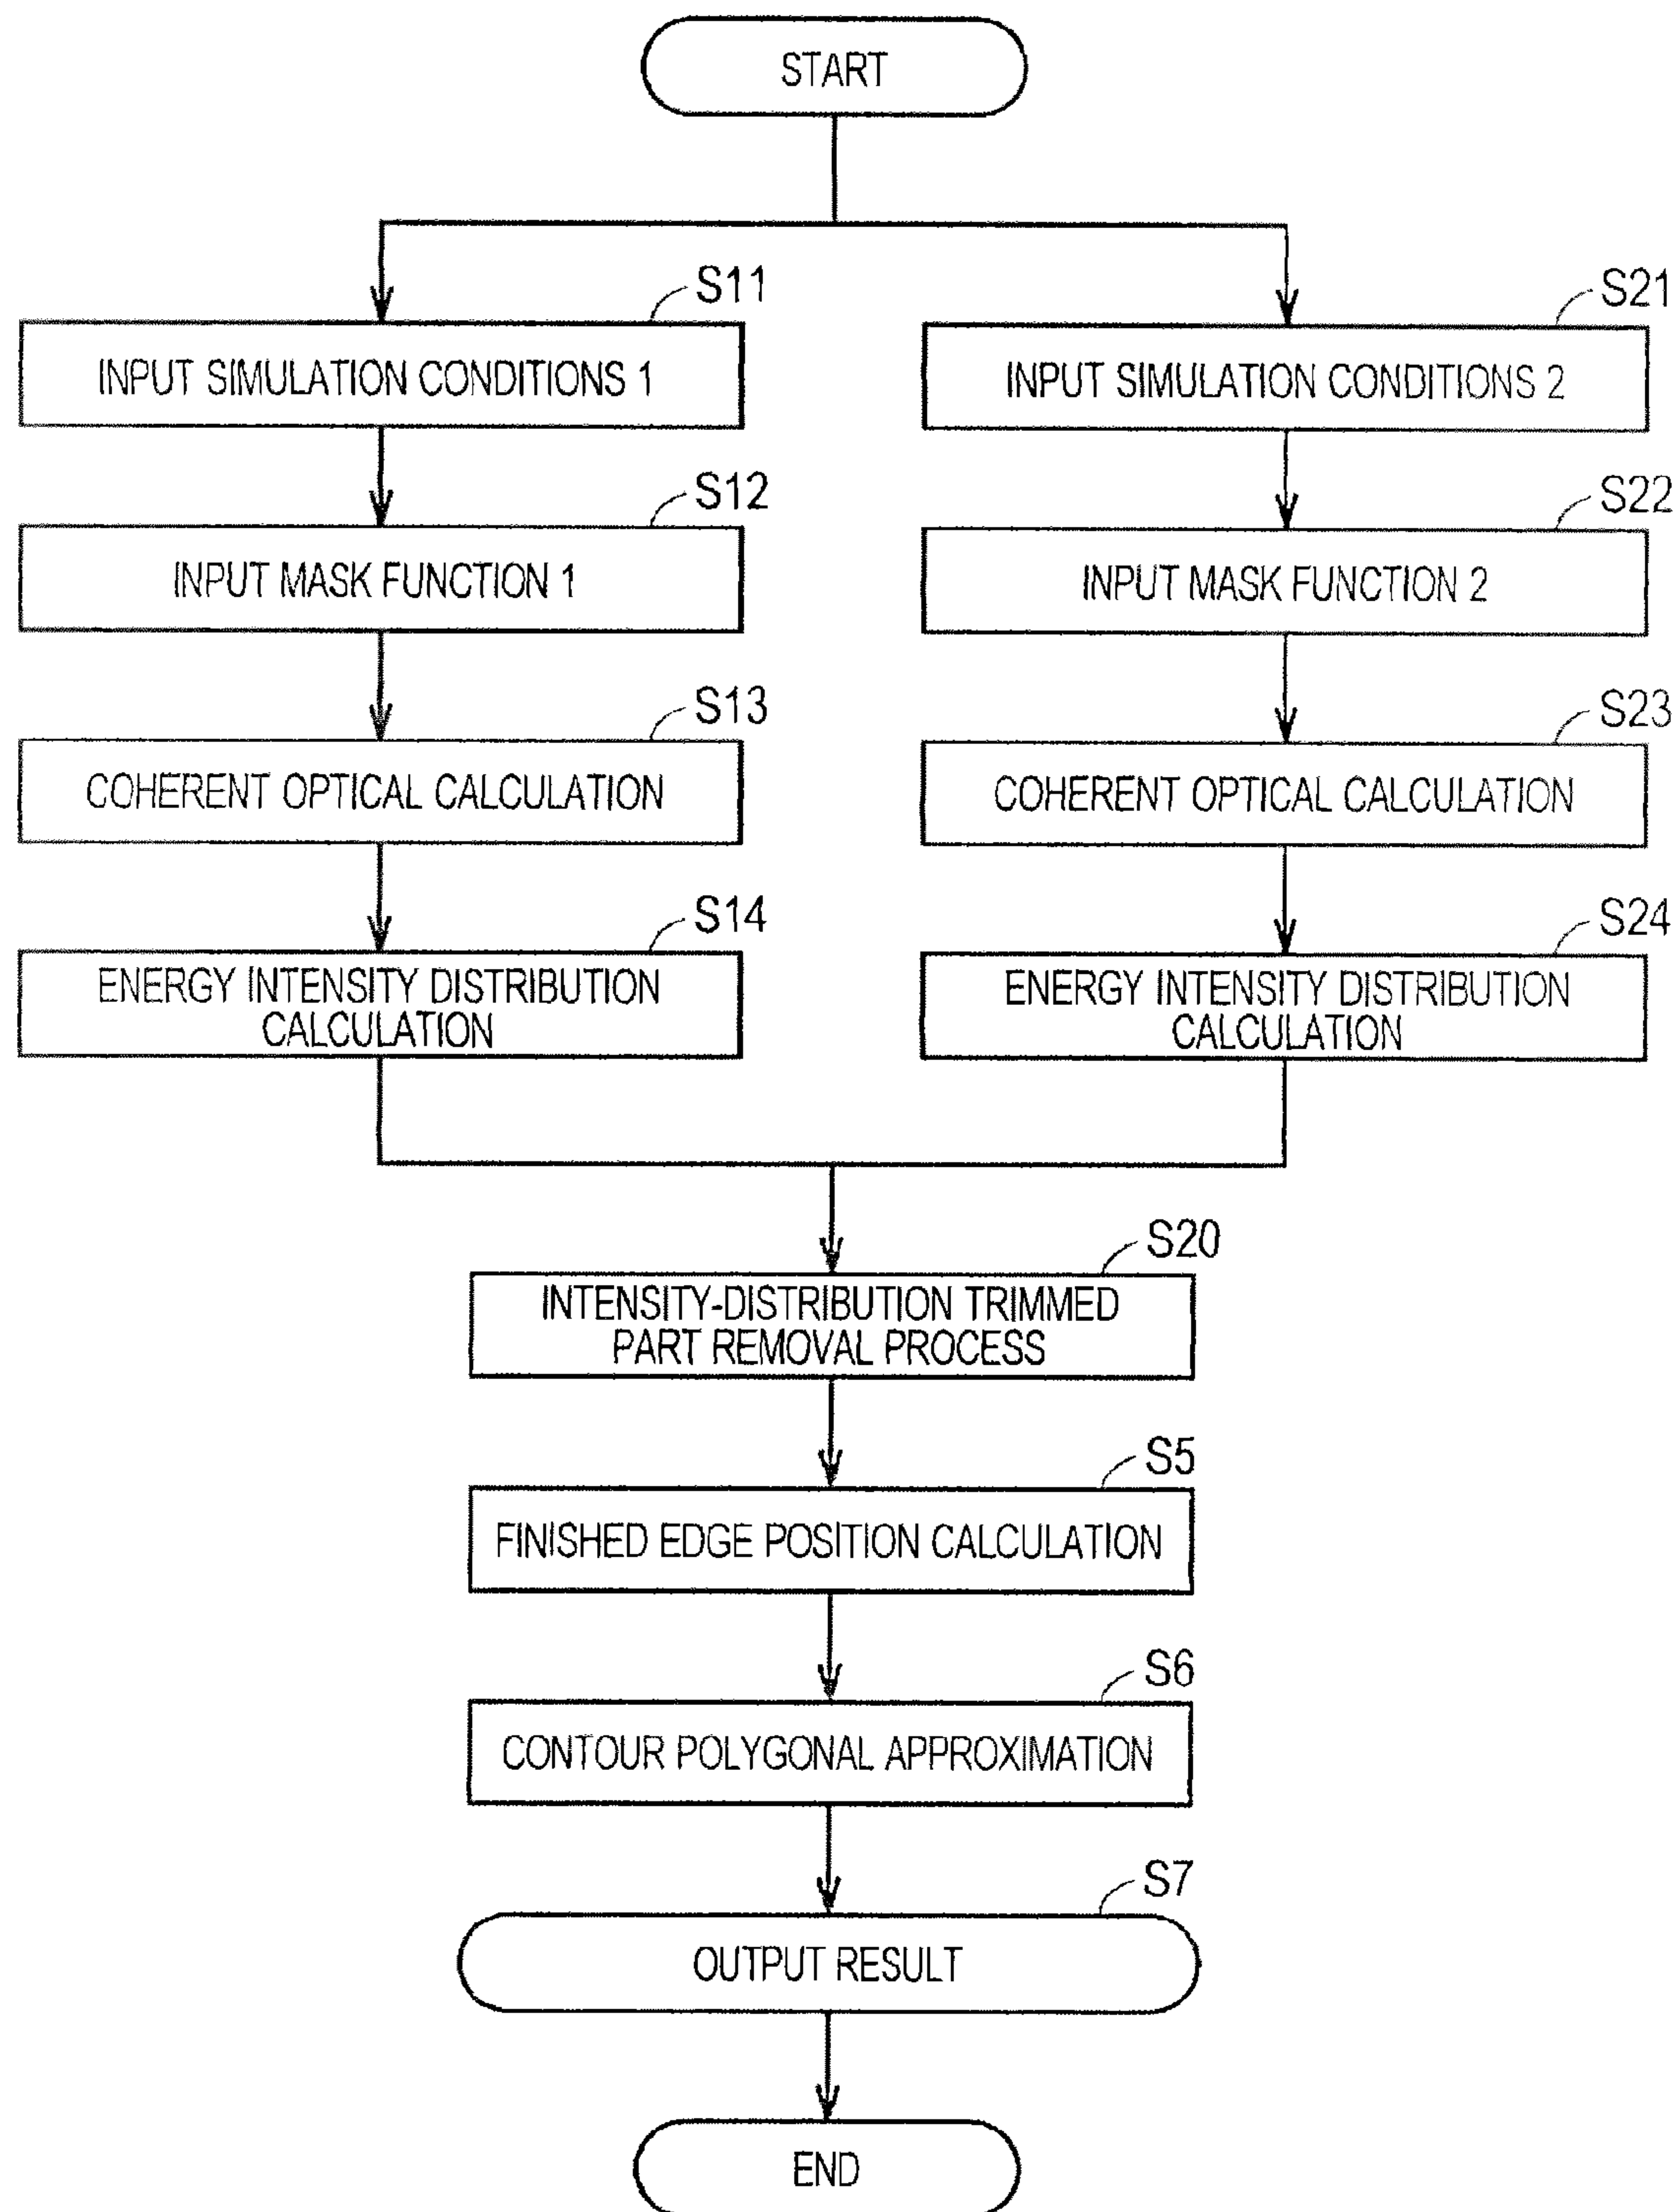 START
S11
INPUT SIMULATION CONDITIONS 1
S12
INPUT MASK FUNCTION 1
S13
COHERENT OPTICAL CALCULATION
S14
ENERGY INTENSITY DISTRIBUTION
CALCULATION
S21
INPUT SIMULATION CONDITIONS 2
S22
INPUT MASK FUNCTION 2
S23
COHERENT OPTICAL CALCULATION
S24
ENERGY INTENSITY DISTRIBUTION
CALCULATION
S20
INTENSITY-DISTRIBUTION TRIMMED
PART REMOVAL PROCESS
S5
FINISHED EDGE POSITION CALCULATION
S6
CONTOUR POLYGONAL APPROXIMATION
S7
OUTPUT RESULT
END